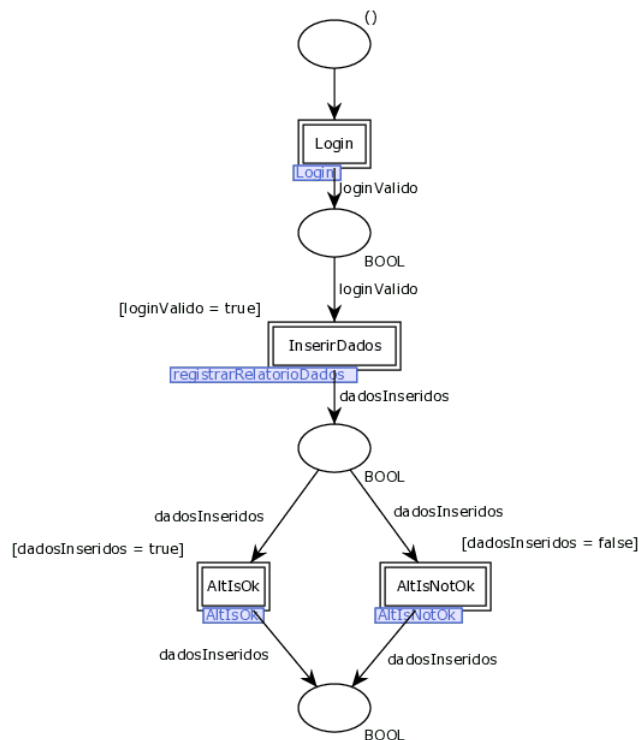 ()
Login
Login
loginValido
BOOL
loginValido
[loginValido = true]
InserirDados
registrarRelatorioDados
dadosInseridos
BOOL
dadosInseridos
dadosInseridos
[dadosInseridos = true]
[dadosInseridos = false]
AltIsOk
AltIsNotOk
AltIsOk
AltIsNotOk
dadosInseridos
dadosInseridos
BOOL